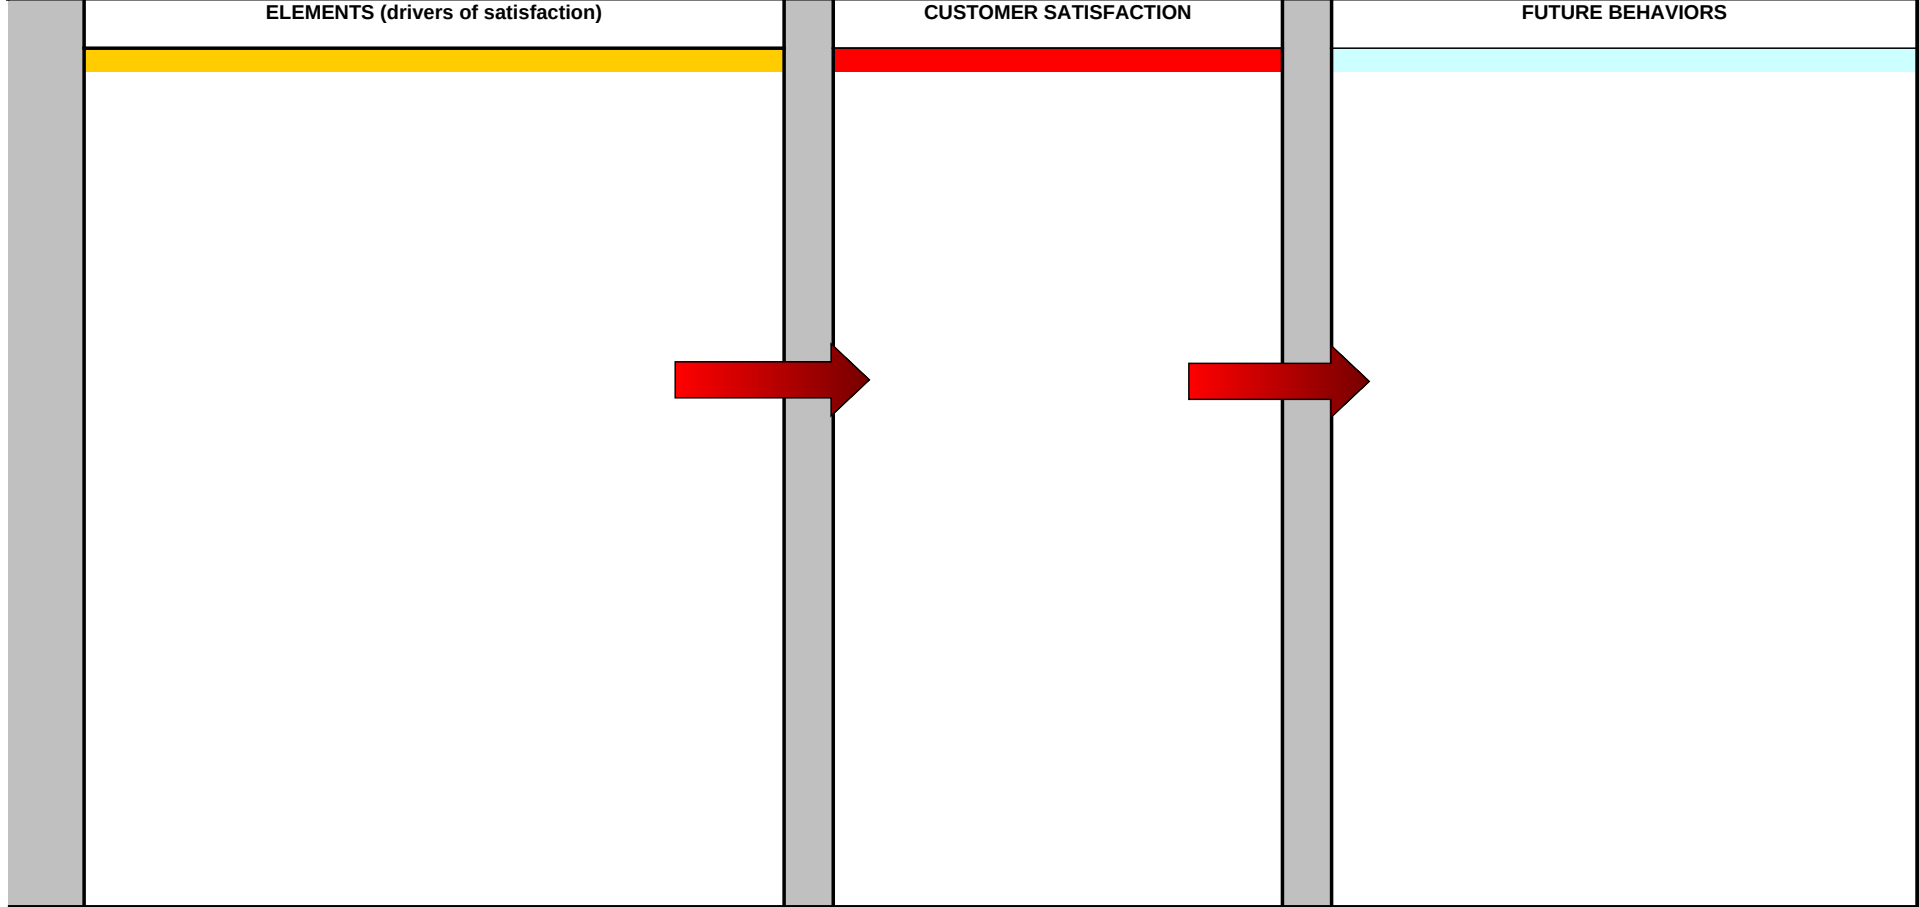 ELEMENTS (drivers of satisfaction)
CUSTOMER SATISFACTION
FUTURE BEHAVIORS